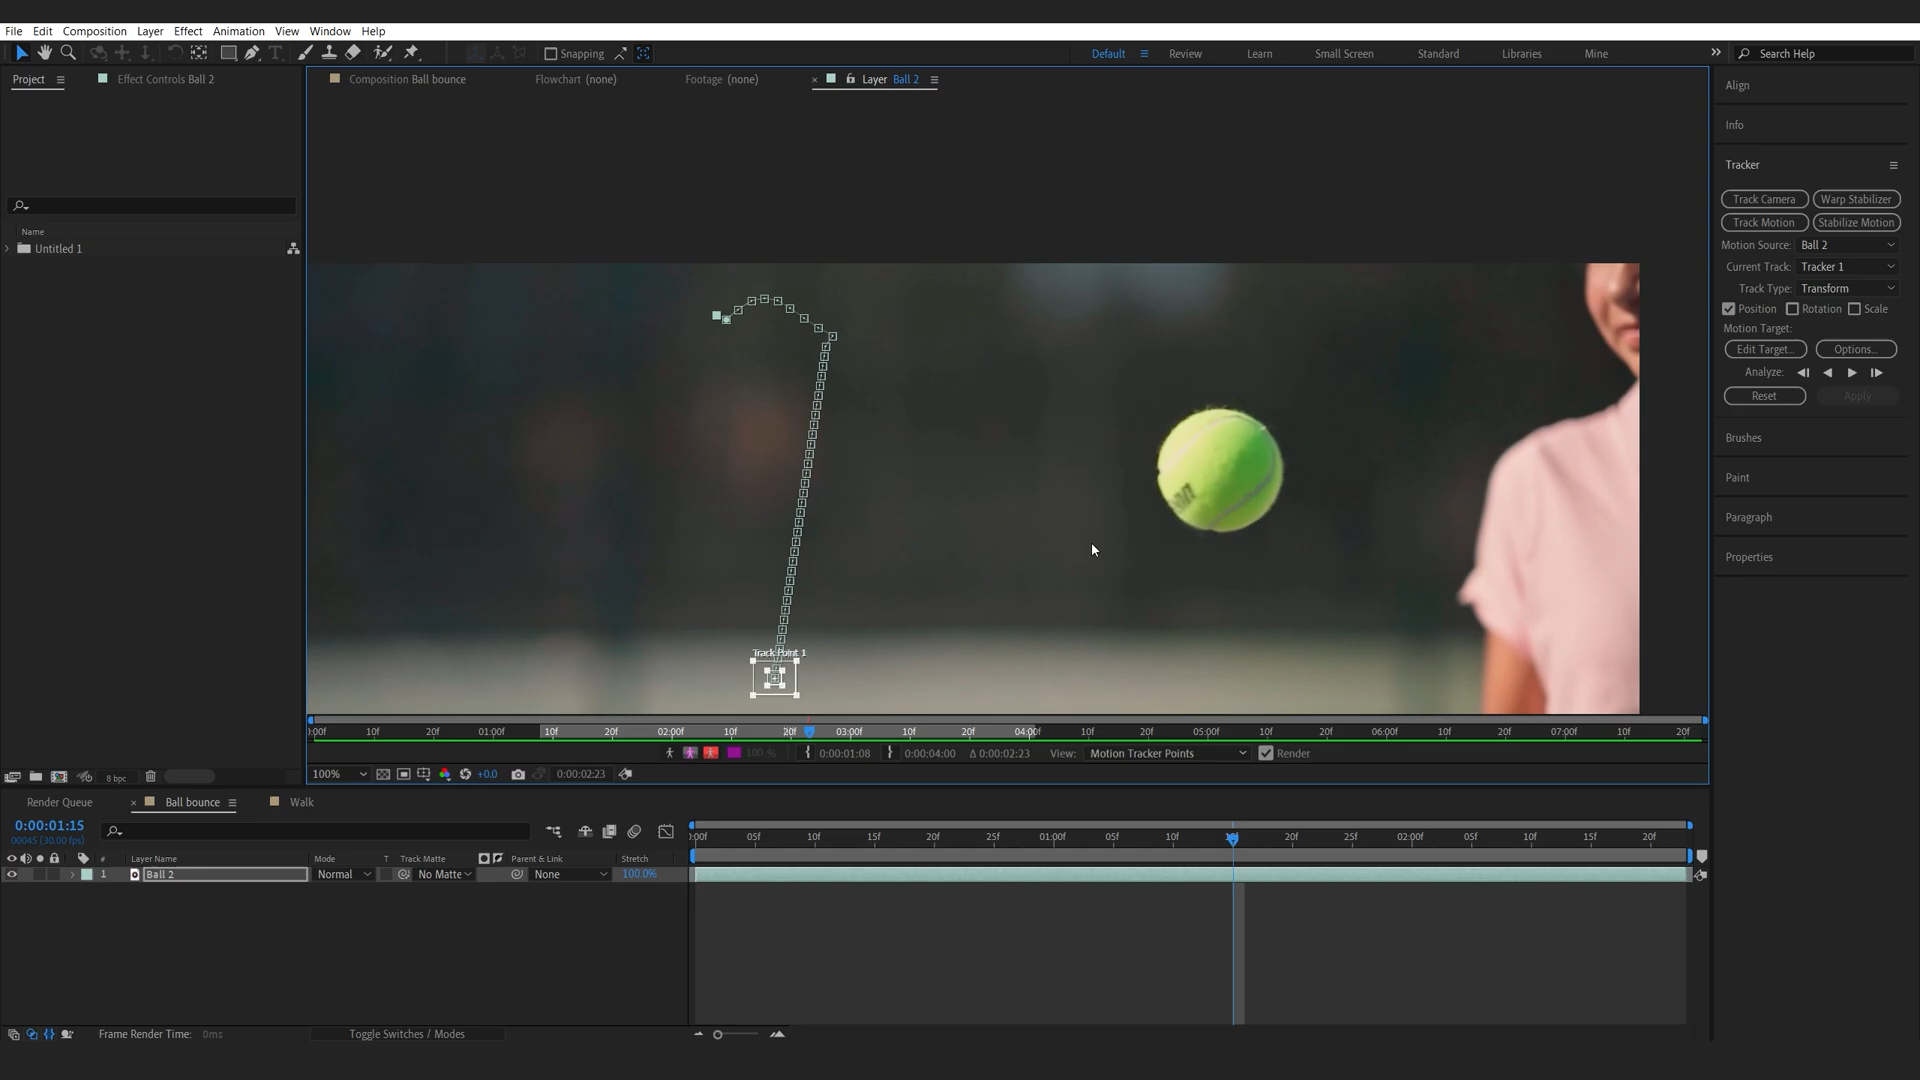 File Edit Composition Layer Effect Animation View Window Help
Snapping Default Review Learn Small Screen Standard Libraries Mine Search Help
Project Effect Controls Ball 2 Composition Ball bounce Flowchart (none) Footage (none) × Layer Ball 2
Align
Info
Tracker
Track Camera Warp Stabilizer
Track Motion Stabilize Motion
Motion Source: Ball 2
Current Track: Tracker 1
Track Type: Transform
Position Rotation Scale
Motion Target:
Edit Target... Options...
Analyze:
Reset Apply
Brushes
Paint
Paragraph
Properties
Name
Untitled 1
Track Point 1
:00f 10f 20f 01:00f 10f 20f 02:00f 10f 20f 03:00f 10f 20f 04:00f 10f 20f 05:00f 10f 20f 06:00f 10f 20f 07:00f 10f 20f
100 % 0:00:01:08 0:00:04:00 Δ 0:00:02:23 View: Motion Tracker Points Render
8 bpc 100% +0.0 0:00:02:23
Render Queue × Ball bounce Walk
0:00:01:15
00045 (30.00 fps)
:00f 05f 10f 15f 20f 25f 01:00f 05f 10f 15f 20f 25f 02:00f 05f 10f 15f 20f
# Layer Name Mode T Track Matte Parent & Link Stretch
1 Ball 2 Normal No Matte None 100.0%
Frame Render Time: 0ms Toggle Switches / Modes